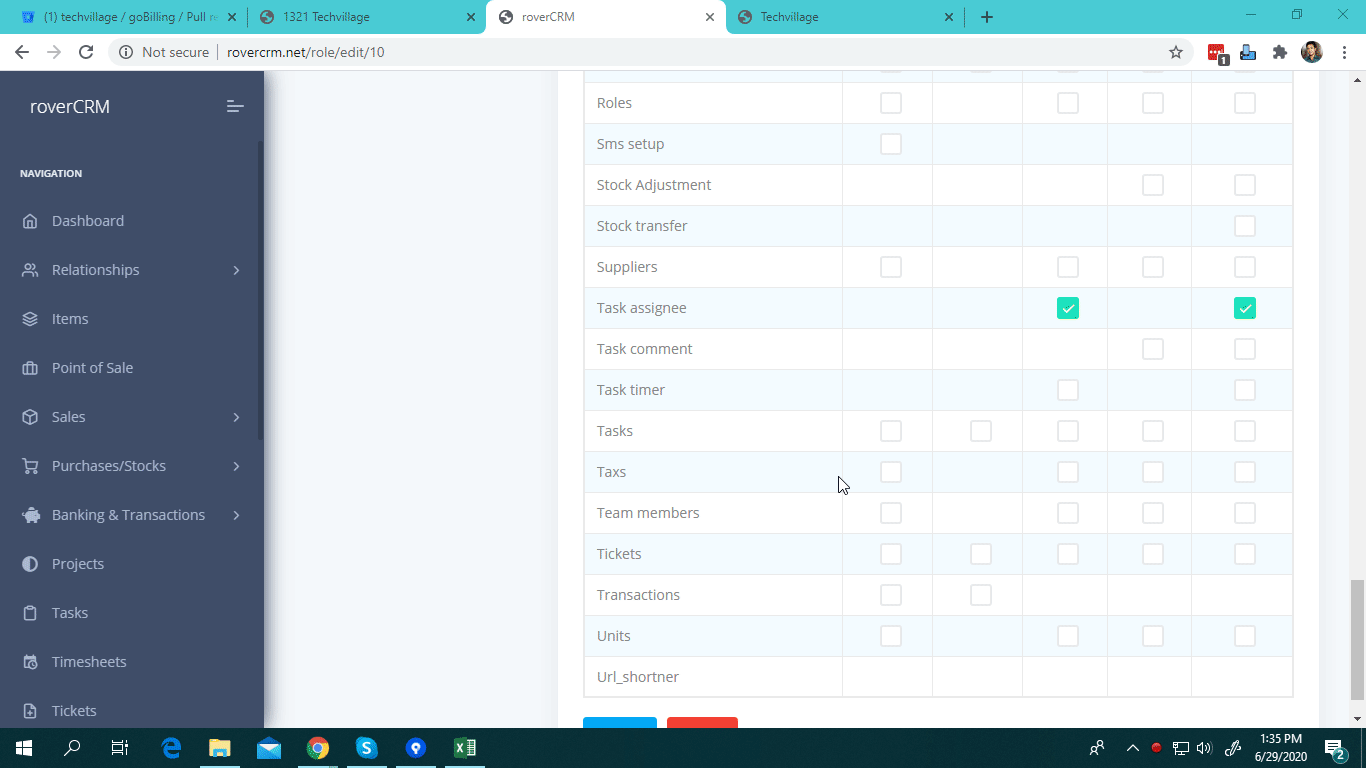 (1) techvillage / goBilling / Pull re
1321 Techvillage
roverCRM
Techvillage
Not secure
rovercrm.net/role/edit/10
1
roverCRM
NAVIGATION
Dashboard
Relationships
Items
Point of Sale
Sales
Purchases/Stocks
Banking & Transactions
Projects
Tasks
Timesheets
Tickets
Roles
Sms setup
Stock Adjustment
Stock transfer
Suppliers
Task assignee
Task comment
Task timer
Tasks
Taxs
Team members
Tickets
Transactions
Units
Url_shortner
1:35 PM
6/29/2020
2